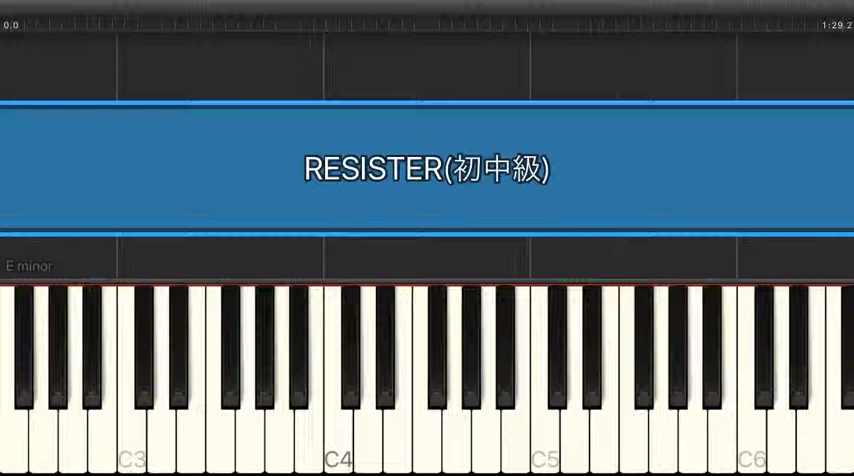 0.0 1:29.2
RESISTER(初中級)
E minor
C3 C4 C5 C6